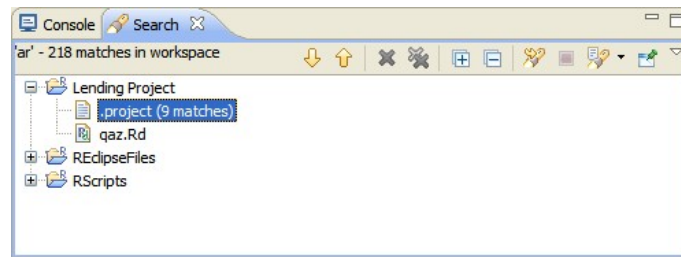 Console Search
'ar' - 218 matches in workspace
Lending Project
.project (9 matches)
qaz.Rd
REclipseFiles
RScripts